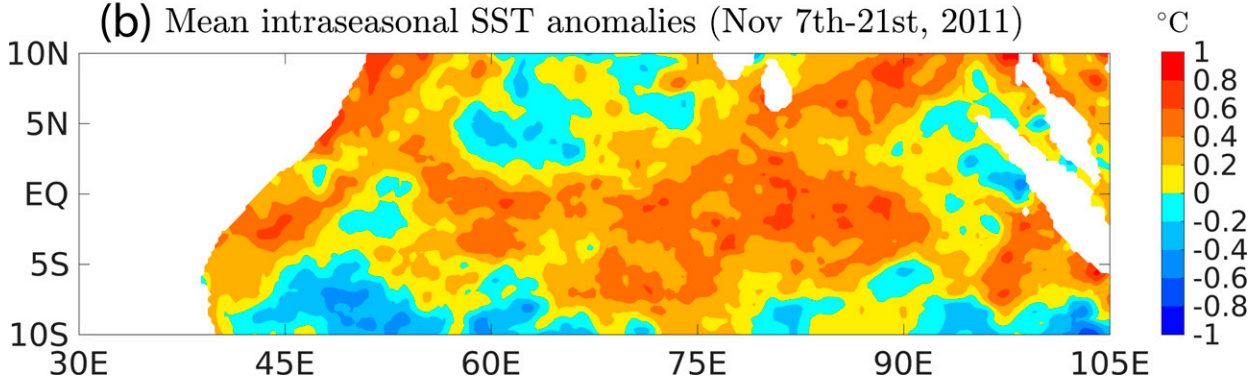 (b) Mean intraseasonal SST anomalies (Nov 7th-21st, 2011)
°C
10N
5N
EQ
5S
10S
30E 45E 60E 75E 90E 105E
1
0.8
0.6
0.4
0.2
0
-0.2
-0.4
-0.6
-0.8
-1